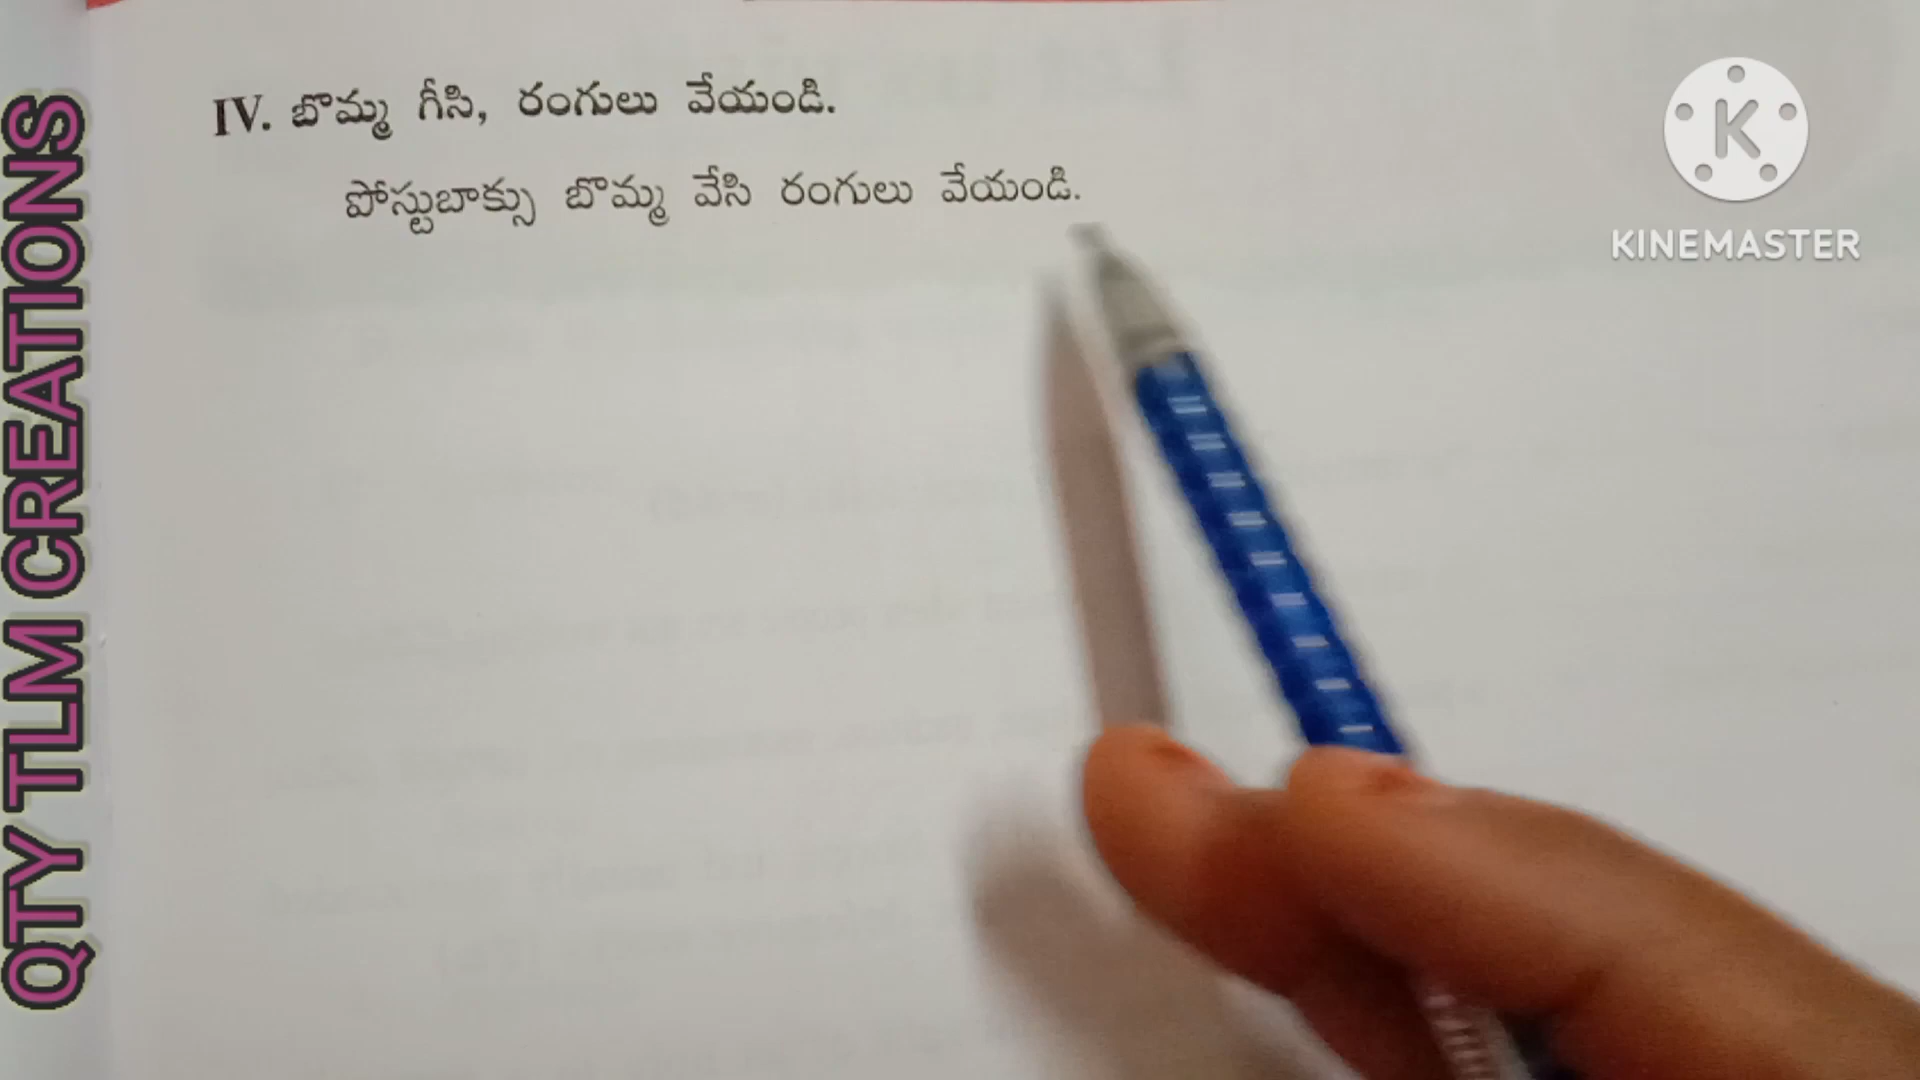 IV. బొమ్మ గీసి, రంగులు వేయండి.
పోస్టుబాక్సు బొమ్మ వేసి రంగులు వేయండి.
QTY TLM CREATIONS
K
KINEMASTER